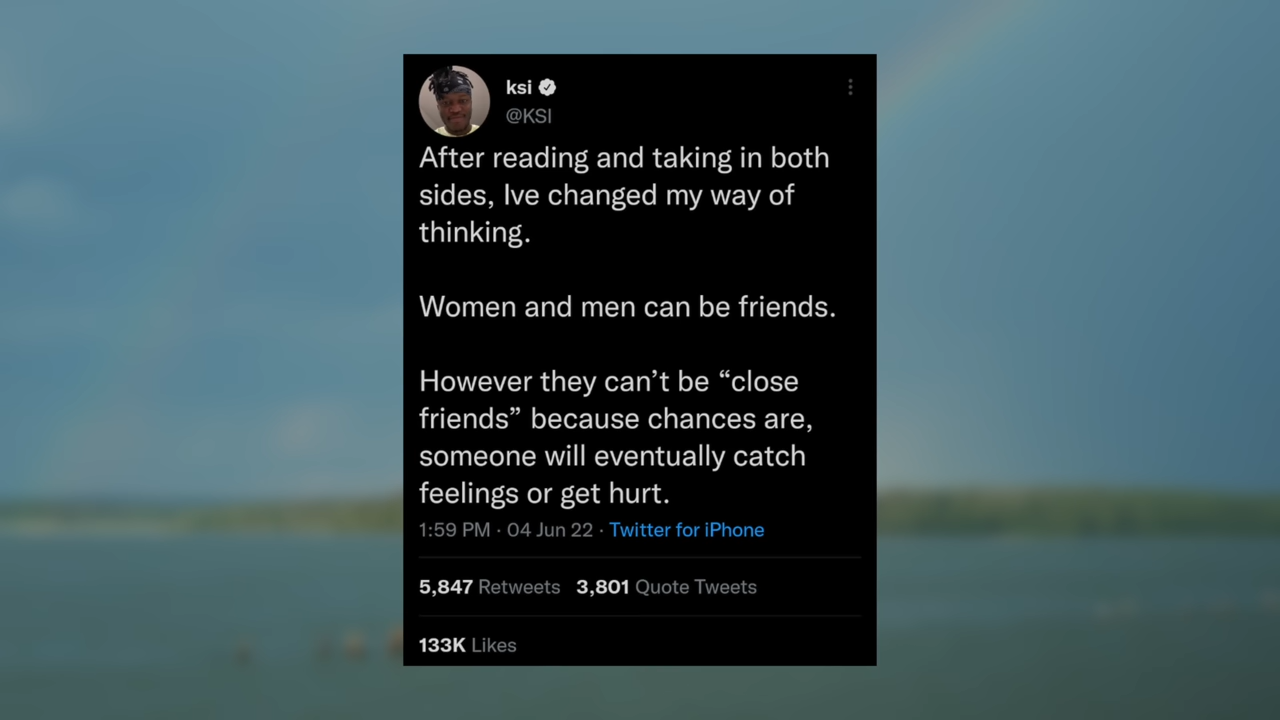 ksi
@KSI
After reading and taking in both
sides, Ive changed my way of
thinking.
Women and men can be friends.
However they can’t be “close
friends” because chances are,
someone will eventually catch
feelings or get hurt.
1:59 PM · 04 Jun 22 · Twitter for iPhone
5,847 Retweets 3,801 Quote Tweets
133K Likes